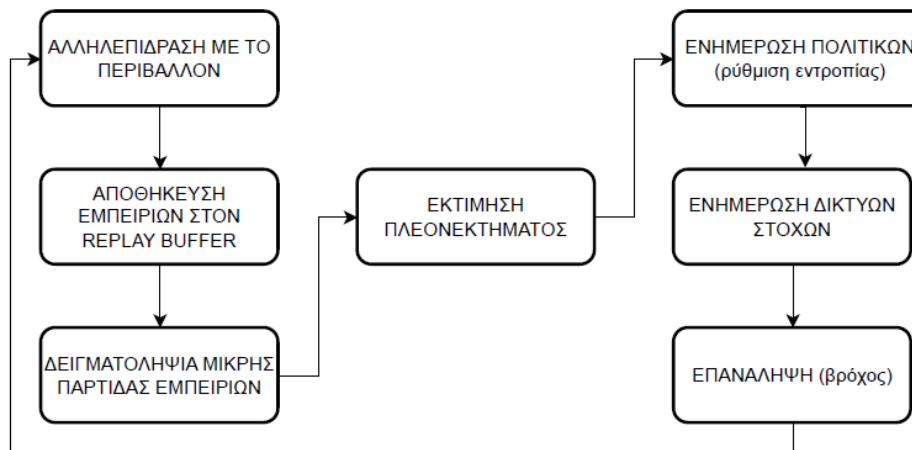 ΑΛΛΗΛΕΠΙΔΡΑΣΗ ΜΕ ΤΟ
ΠΕΡΙΒΑΛΛΟΝ
ΑΠΟΘΗΚΕΥΣΗ
ΕΜΠΕΙΡΙΩΝ ΣΤΟΝ
REPLAY BUFFER
ΔΕΙΓΜΑΤΟΛΗΨΙΑ ΜΙΚΡΗΣ
ΠΑΡΤΙΔΑΣ ΕΜΠΕΙΡΙΩΝ
ΕΚΤΙΜΗΣΗ
ΠΛΕΟΝΕΚΤΗΜΑΤΟΣ
ΕΝΗΜΕΡΩΣΗ ΠΟΛΙΤΙΚΩΝ
(ρύθμιση εντροπίας)
ΕΝΗΜΕΡΩΣΗ ΔΙΚΤΥΩΝ
ΣΤΟΧΩΝ
ΕΠΑΝΑΛΗΨΗ (βρόχος)